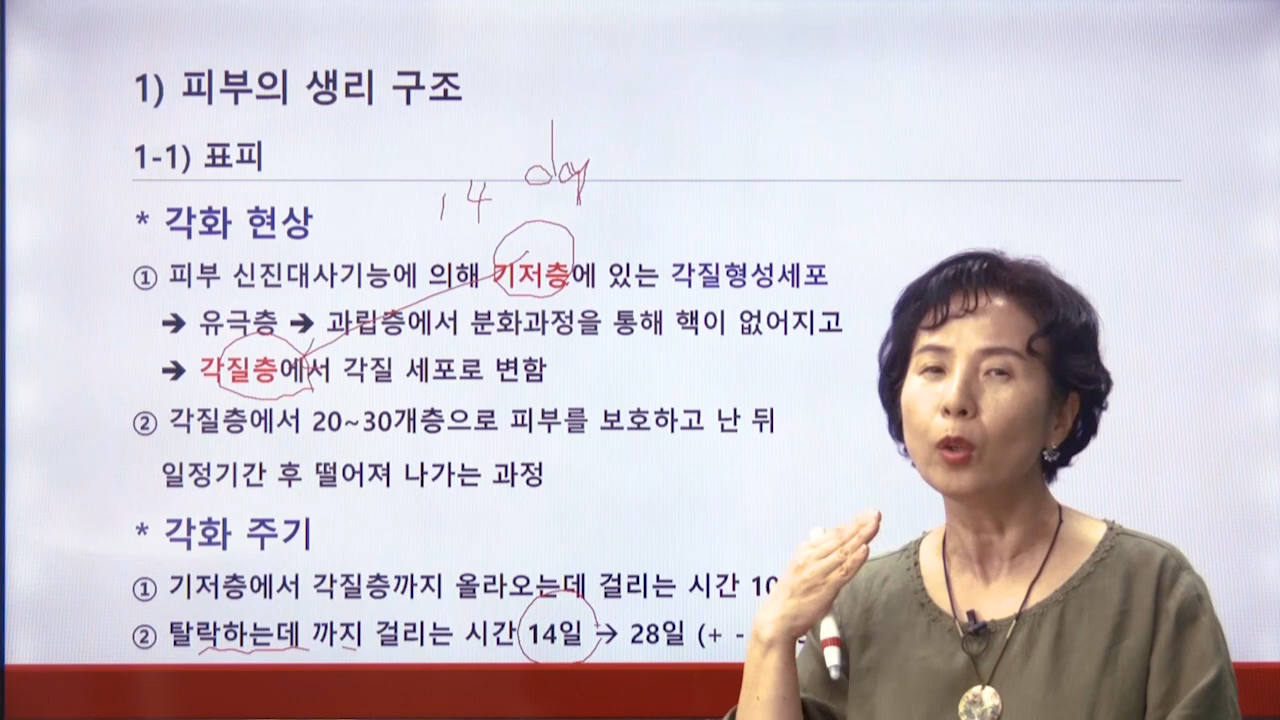 1) 피부의 생리 구조
1-1) 표피
14 day
* 각화 현상
① 피부 신진대사기능에 의해 기저층에 있는 각질형성세포
➔ 유극층 ➔ 과립층에서 분화과정을 통해 핵이 없어지고
➔ 각질층에서 각질 세포로 변함
② 각질층에서 20~30개층으로 피부를 보호하고 난 뒤
일정기간 후 떨어져 나가는 과정
* 각화 주기
① 기저층에서 각질층까지 올라오는데 걸리는 시간
② 탈락하는데 까지 걸리는 시간 14일 → 28일 (+ -